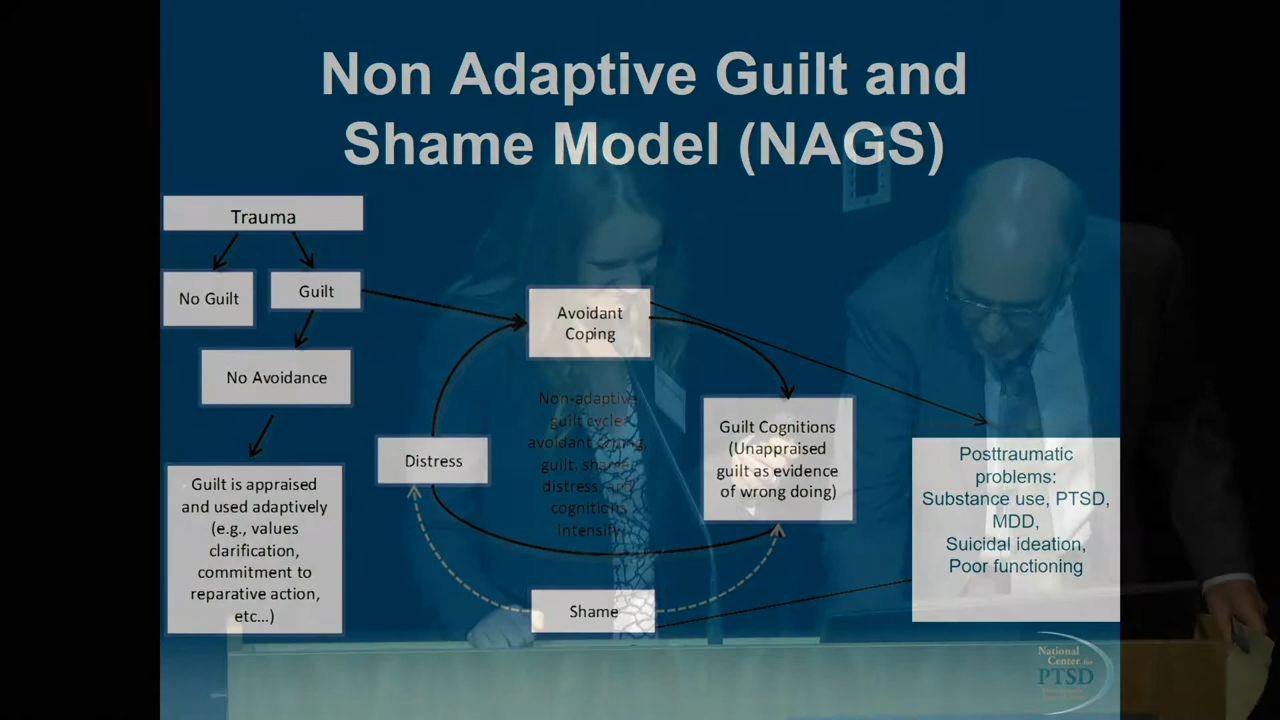 Non Adaptive Guilt and
Shame Model (NAGS)
Trauma
No Guilt
Guilt
No Avoidance
Guilt is appraised
and used adaptively
(e.g., values
clarification,
commitment to
reparative action,
etc…)
Avoidant
Coping
Distress
Non-adaptive
guilt cycle:
avoidant coping,
guilt, shame,
distress, and
cognitions
intensify
Guilt Cognitions
(Unappraised
guilt as evidence
of wrong doing)
Shame
Posttraumatic
problems:
Substance use, PTSD,
MDD,
Suicidal ideation,
Poor functioning
National
Center for
PTSD